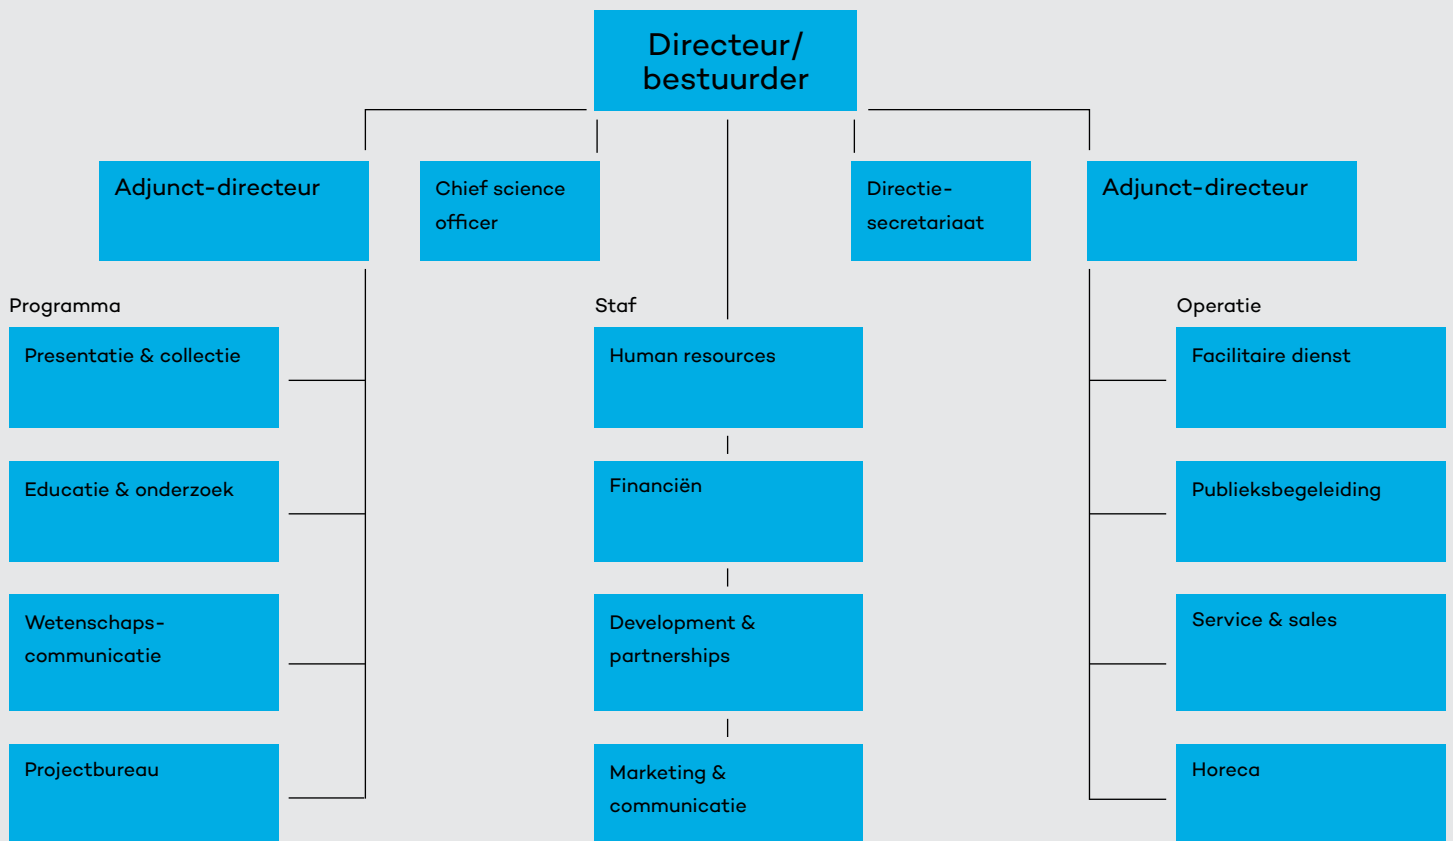 Directeur/
bestuurder
Adjunct-directeur
Chief science
officer
Directie-
secretariaat
Adjunct-directeur
Programma
Presentatie & collectie
Educatie & onderzoek
Wetenschaps-
communicatie
Projectbureau
Staf
Human resources
Financiën
Development &
partnerships
Marketing &
communicatie
Operatie
Facilitaire dienst
Publieksbegeleiding
Service & sales
Horeca